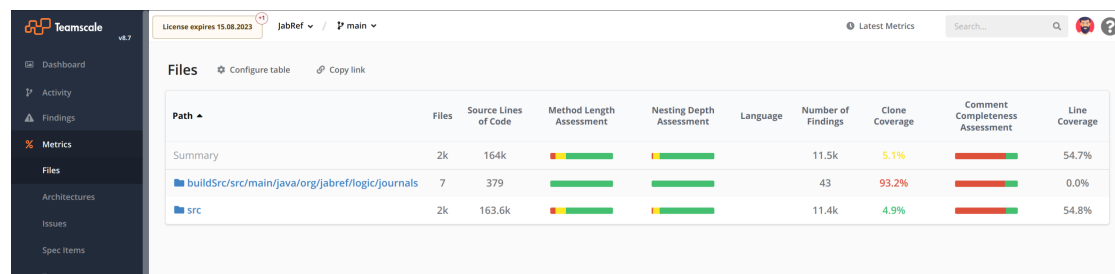 Teamscale
v8.7
License expires 15.08.2023
+1
JabRef / main
Latest Metrics
Search...
Dashboard
Activity
Findings
Metrics
Files
Architectures
Issues
Spec Items
Files Configure table Copy link
Path Files Source Lines of Code Method Length Assessment Nesting Depth Assessment Language Number of Findings Clone Coverage Comment Completeness Assessment Line Coverage
Summary 2k 164k 11.5k 5.1% 54.7%
buildSrc/src/main/java/org/jabref/logic/journals 7 379 43 93.2% 0.0%
src 2k 163.6k 11.4k 4.9% 54.8%